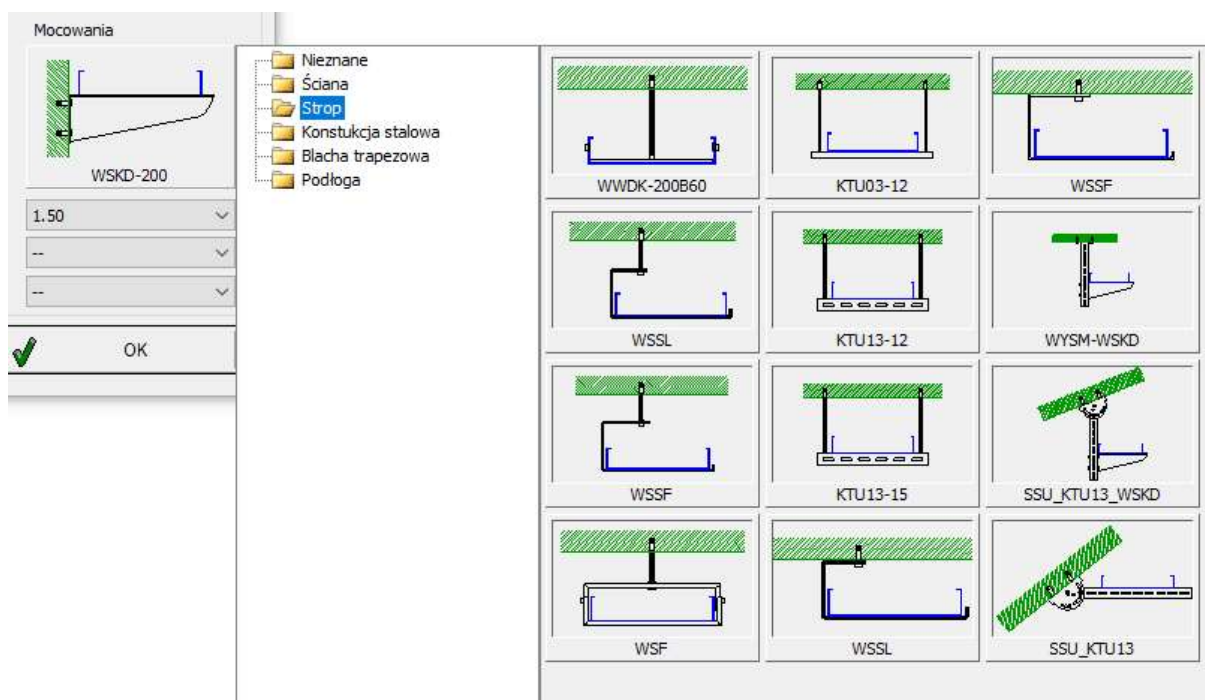 Mocowania
WSKD-200
1.50
--
--
OK
Nieznane
Ściana
Strop
Konstukcja stalowa
Blacha trapezowa
Podłoga
WWDK-200B60
KTU03-12
WSSF
WSSL
KTU13-12
WYSM-WSKD
WSSF
KTU13-15
SSU_KTU13_WSKD
WSF
WSSL
SSU_KTU13